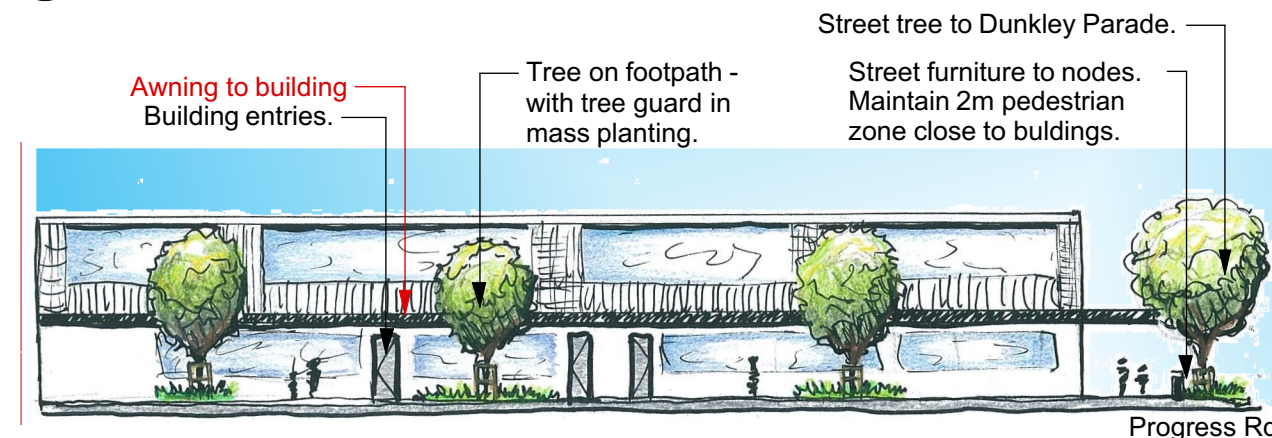 Street tree to Dunkley Parade.
Awning to building
Building entries.
Tree on footpath -
with tree guard in
mass planting.
Street furniture to nodes.
Maintain 2m pedestrian
zone close to buldings.
Progress Ro